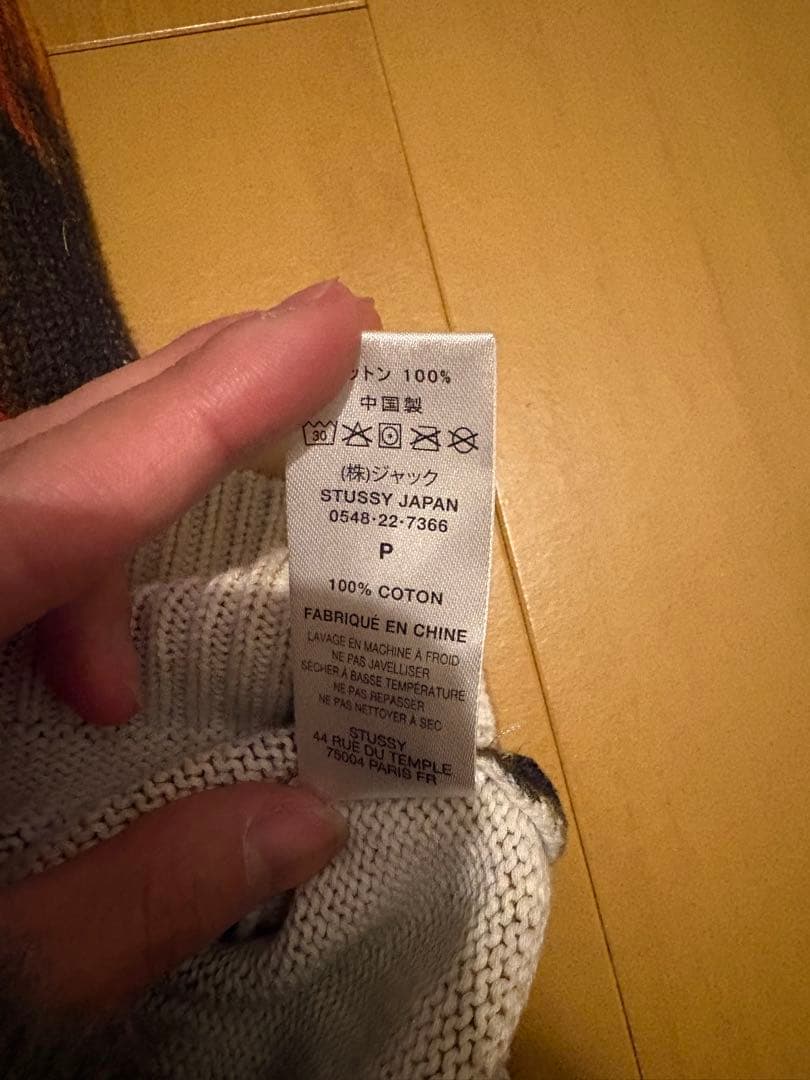 ットン 100%
中国製
30
(株)ジャック
STUSSY JAPAN
0548・22・7366
P
100% COTON
FABRIQUÉ EN CHINE
LAVAGE EN MACHINE À FROID
NE PAS JAVELLISER
SÉCHER À BASSE TEMPÉRATURE
NE PAS REPASSER
NE PAS NETTOYER À SEC
STUSSY
44 RUE DU TEMPLE
75004 PARIS FR